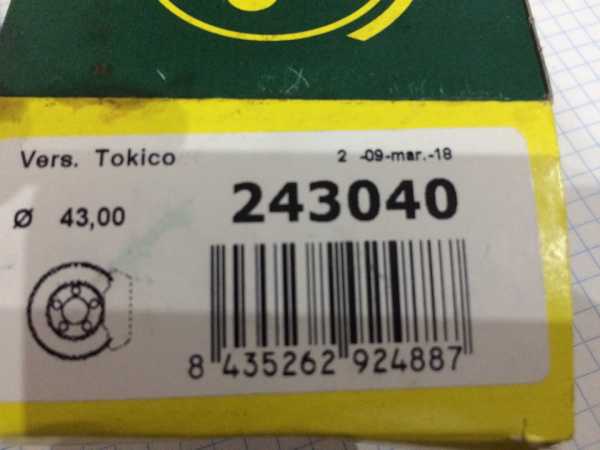 Vers. Tokico
2 -09-mar.-18
Ø 43,00
243040
8 435262 924887